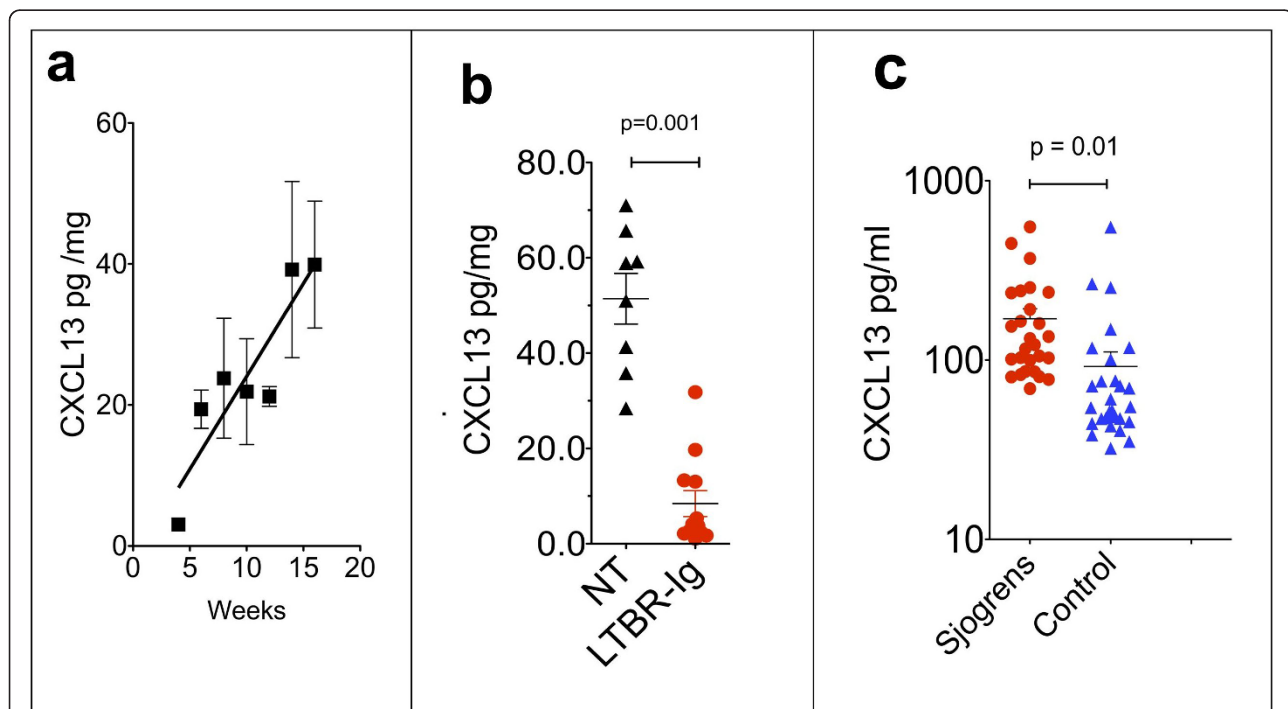 a
60
40
20
0
CXCL13 pg /mg
0 5 10 15 20
Weeks
b
p=0.001
80.0
60.0
40.0
20.0
0.0
CXCL13 pg/mg
NT
LTBR-Ig
c
p = 0.01
1000
100
10
CXCL13 pg/ml
Sjogrens
Control